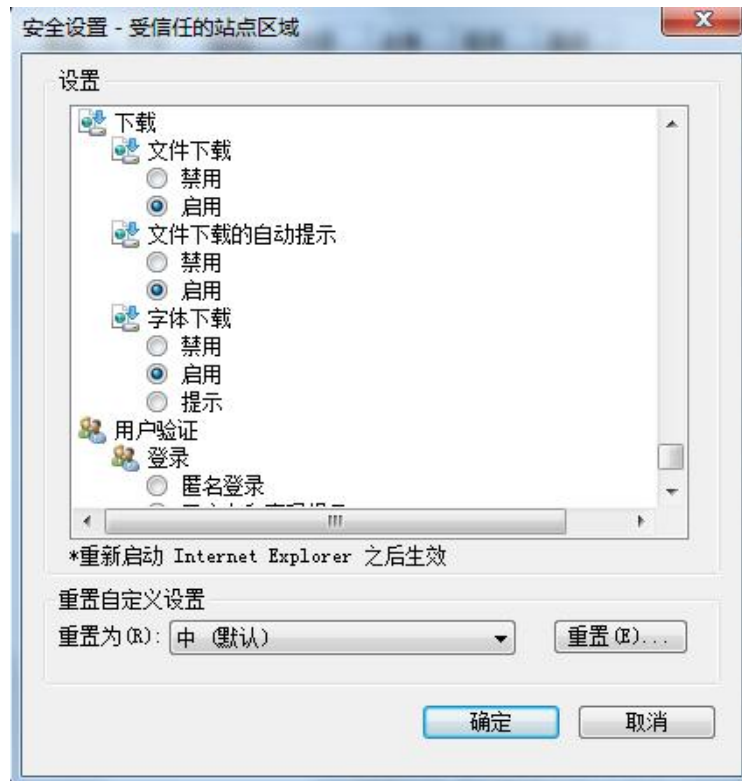 安全设置 - 受信任的站点区域
设置
下载
文件下载
禁用
启用
文件下载的自动提示
禁用
启用
字体下载
禁用
启用
提示
用户验证
登录
匿名登录
*重新启动 Internet Explorer 之后生效
重置自定义设置
重置为(R): 中 (默认) 重置(E)...
确定 取消